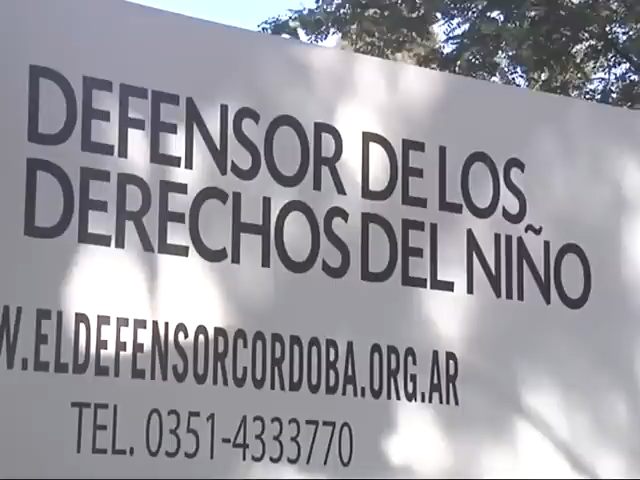 DEFENSOR DE LOS
DERECHOS DEL NIÑO
W.ELDEFENSORCORDOBA.ORG.AR
TEL. 0351-4333770